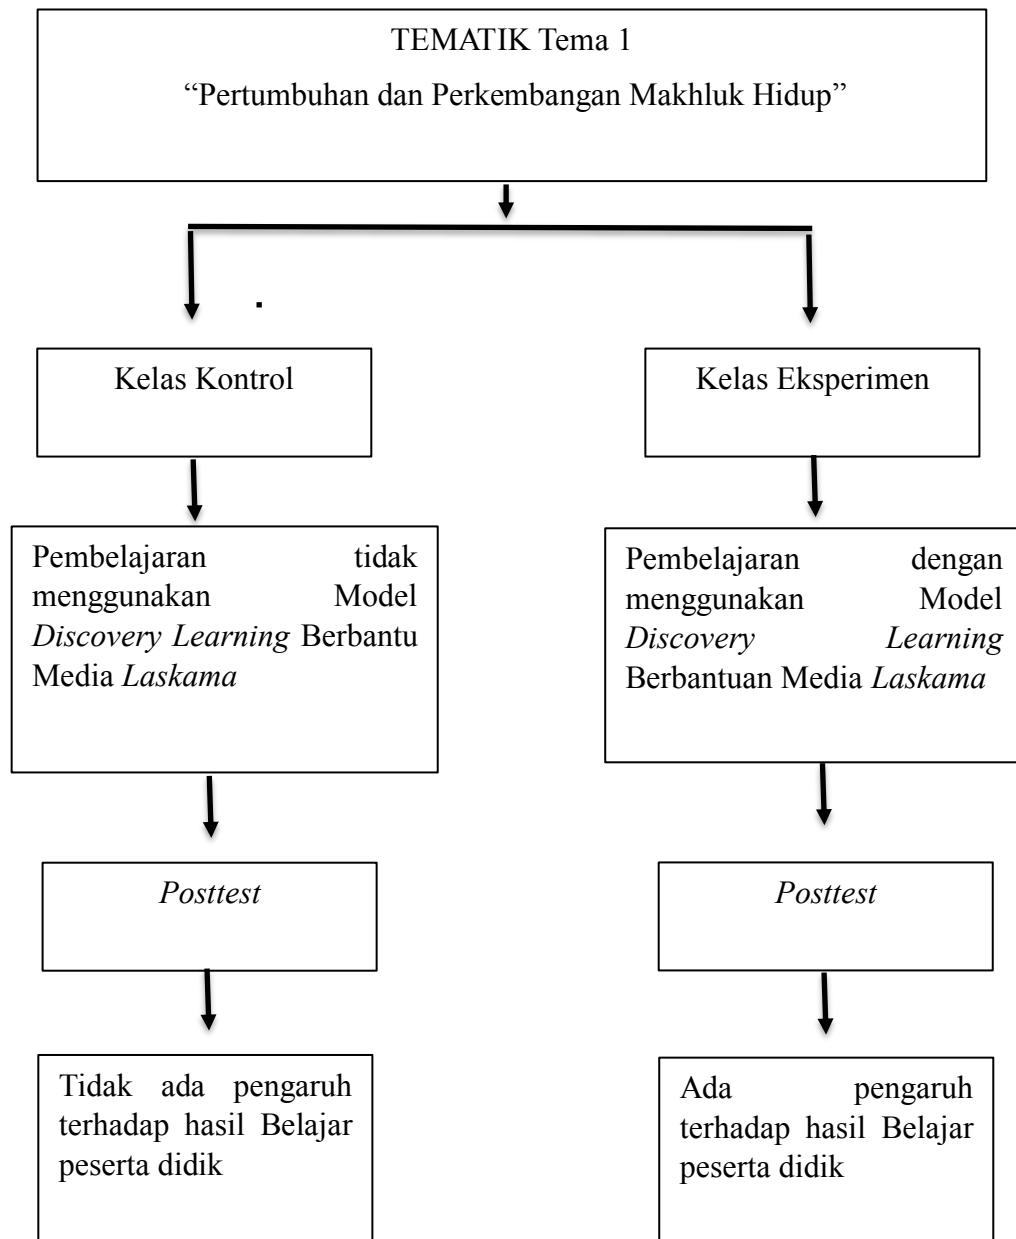 TEMATIK Tema 1
“Pertumbuhan dan Perkembangan Makhluk Hidup”
Kelas Kontrol
Kelas Eksperimen
Pembelajaran tidak
menggunakan Model
Discovery Learning Berbantu
Media Laskama
Pembelajaran dengan
menggunakan Model
Discovery Learning
Berbantuan Media Laskama
Posttest
Posttest
Tidak ada pengaruh
terhadap hasil Belajar
peserta didik
Ada pengaruh
terhadap hasil Belajar
peserta didik